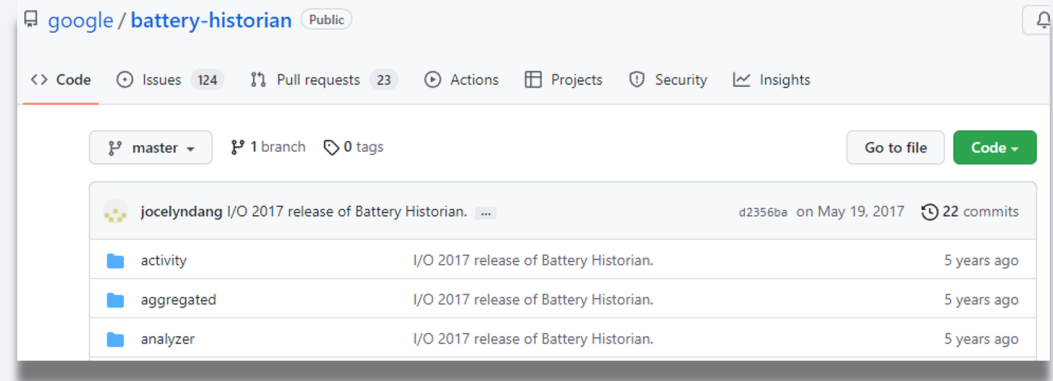 google / battery-historian Public
Code Issues 124 Pull requests 23 Actions Projects Security Insights
master 1 branch 0 tags Go to file Code
jocelyndang I/O 2017 release of Battery Historian. ... d2356ba on May 19, 2017 22 commits
activity I/O 2017 release of Battery Historian. 5 years ago
aggregated I/O 2017 release of Battery Historian. 5 years ago
analyzer I/O 2017 release of Battery Historian. 5 years ago